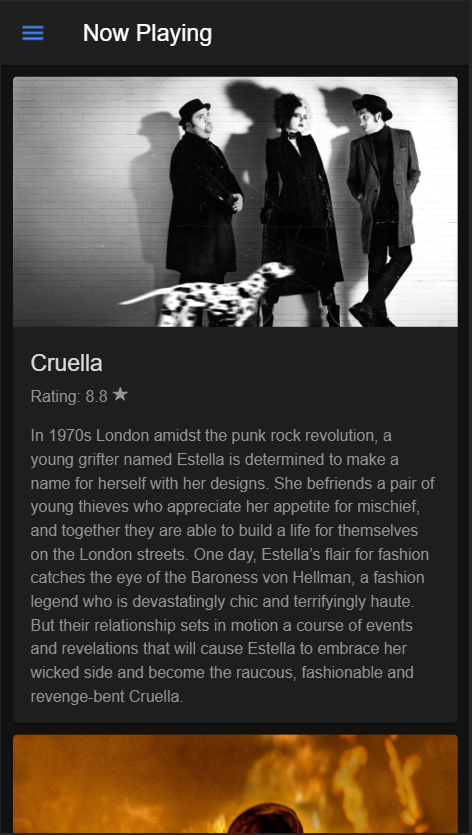 Now Playing
Cruella
Rating: 8.8 ★
In 1970s London amidst the punk rock revolution, a
young grifter named Estella is determined to make a
name for herself with her designs. She befriends a pair of
young thieves who appreciate her appetite for mischief,
and together they are able to build a life for themselves
on the London streets. One day, Estella’s flair for fashion
catches the eye of the Baroness von Hellman, a fashion
legend who is devastatingly chic and terrifyingly haute.
But their relationship sets in motion a course of events
and revelations that will cause Estella to embrace her
wicked side and become the raucous, fashionable and
revenge-bent Cruella.